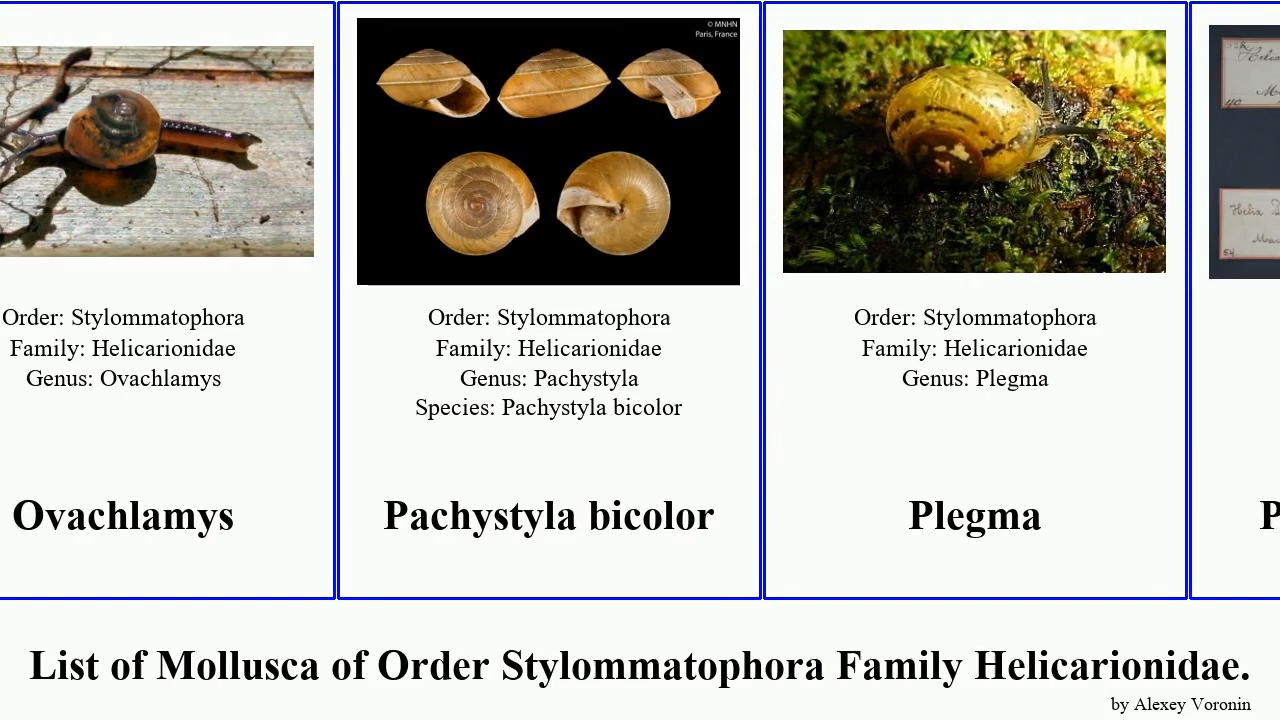 © MNHN
Paris, France
Order: Stylommatophora
Family: Helicarionidae
Genus: Ovachlamys
Ovachlamys
Order: Stylommatophora
Family: Helicarionidae
Genus: Pachystyla
Species: Pachystyla bicolor
Pachystyla bicolor
Order: Stylommatophora
Family: Helicarionidae
Genus: Plegma
Plegma
Helix
54.
P
List of Mollusca of Order Stylommatophora Family Helicarionidae.
by Alexey Voronin